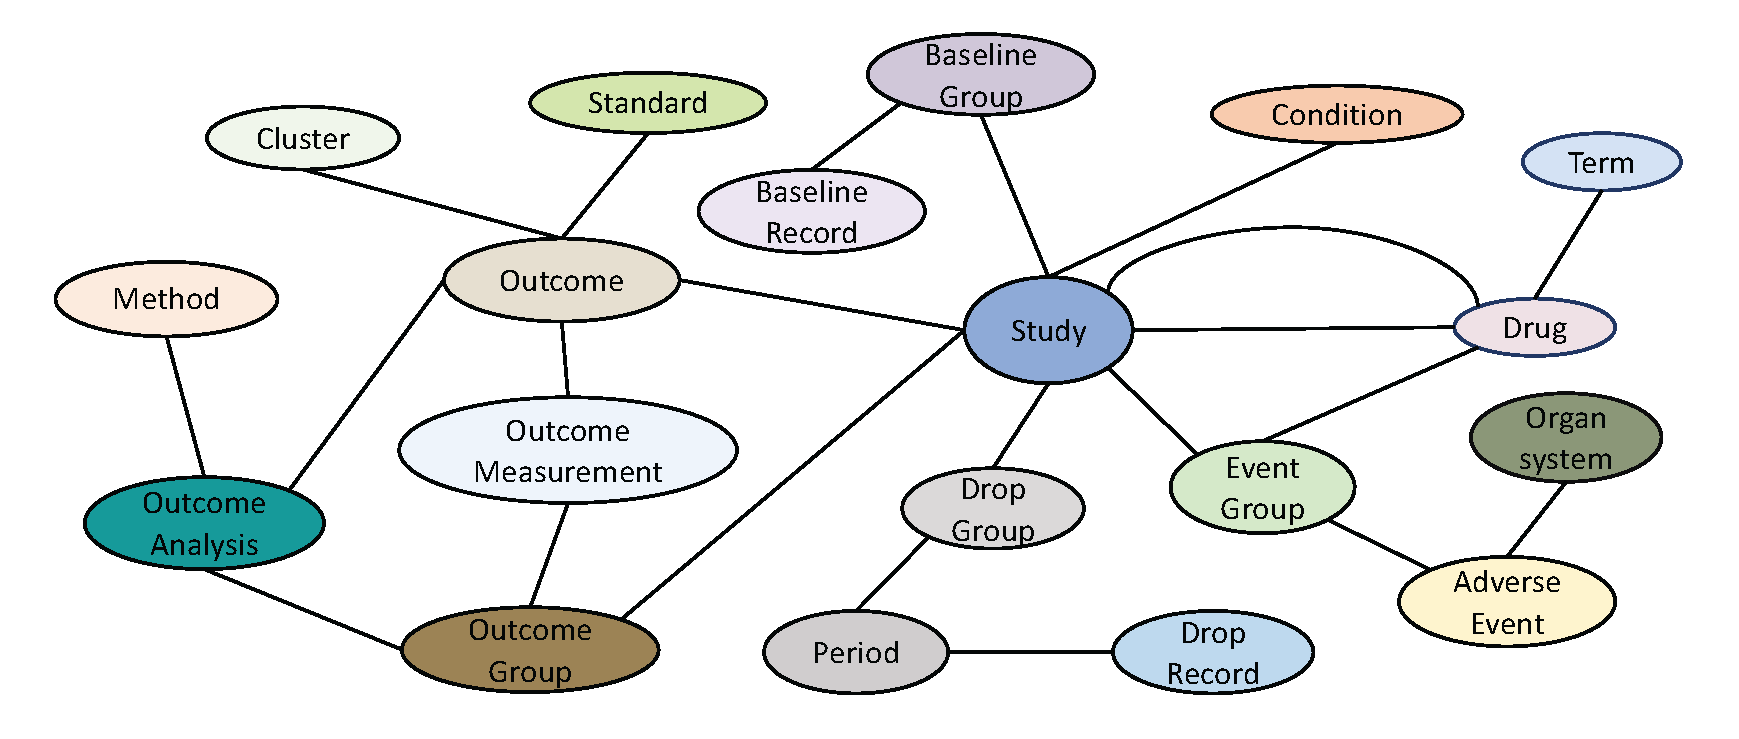 Baseline
Group
Standard
Condition
Cluster
Term
Baseline
Record
Outcome
Method
Study
Drug
Organ
system
Outcome
Measurement
Event
Group
Drop
Group
Outcome
Analysis
Adverse
Event
Outcome
Group
Period
Drop
Record